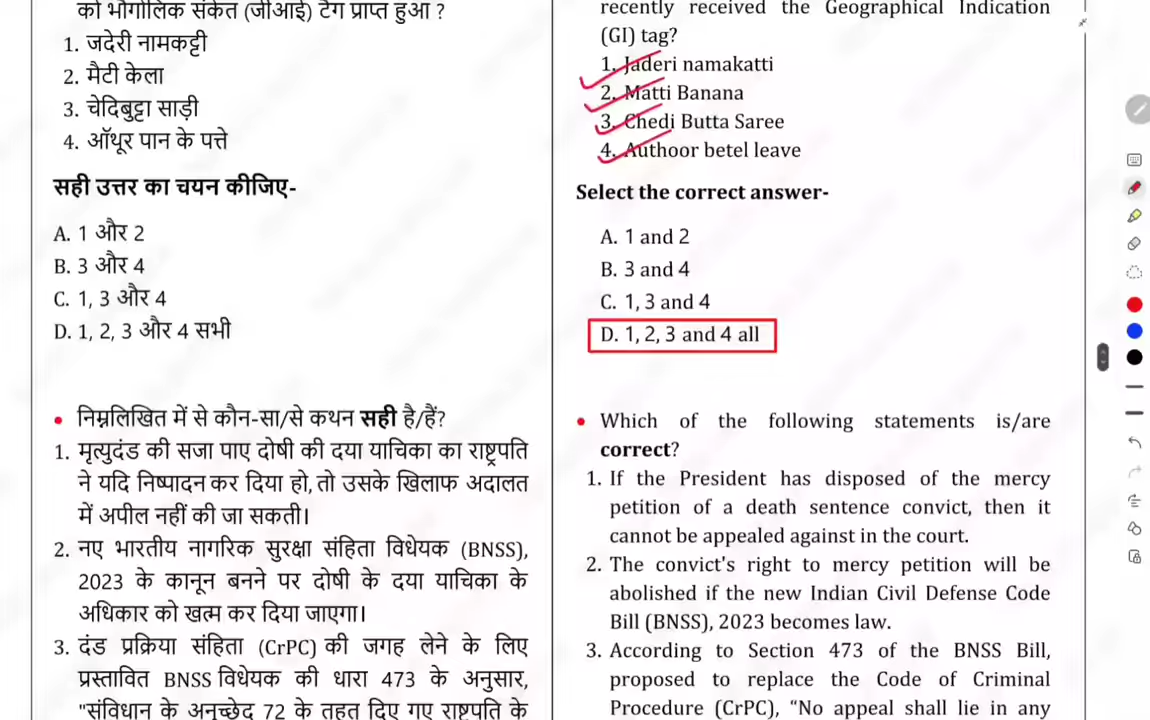 को भौगोलिक संकेत (जीआई) टैग प्राप्त हुआ ?
1. जदेरी नामकट्टी
2. मैटी केला
3. चेदिबुट्टा साड़ी
4. ऑथूर पान के पत्ते
सही उत्तर का चयन कीजिए-
A. 1 और 2
B. 3 और 4
C. 1, 3 और 4
D. 1, 2, 3 और 4 सभी
• निम्नलिखित में से कौन-सा/से कथन सही है/हैं?
1. मृत्युदंड की सजा पाए दोषी की दया याचिका का राष्ट्रपति
ने यदि निष्पादन कर दिया हो, तो उसके खिलाफ अदालत
में अपील नहीं की जा सकती।
2. नए भारतीय नागरिक सुरक्षा संहिता विधेयक (BNSS),
2023 के कानून बनने पर दोषी के दया याचिका के
अधिकार को खत्म कर दिया जाएगा।
3. दंड प्रक्रिया संहिता (CrPC) की जगह लेने के लिए
प्रस्तावित BNSS विधेयक की धारा 473 के अनुसार,
"संविधान के अनुच्छेद 72 के तहत दिए गए राष्ट्रपति के
recently received the Geographical Indication
(GI) tag?
1. Jaderi namakatti
2. Matti Banana
3. Chedi Butta Saree
4. Authoor betel leave
Select the correct answer-
A. 1 and 2
B. 3 and 4
C. 1, 3 and 4
D. 1, 2, 3 and 4 all
• Which of the following statements is/are
correct?
1. If the President has disposed of the mercy
petition of a death sentence convict, then it
cannot be appealed against in the court.
2. The convict's right to mercy petition will be
abolished if the new Indian Civil Defense Code
Bill (BNSS), 2023 becomes law.
3. According to Section 473 of the BNSS Bill,
proposed to replace the Code of Criminal
Procedure (CrPC), “No appeal shall lie in any